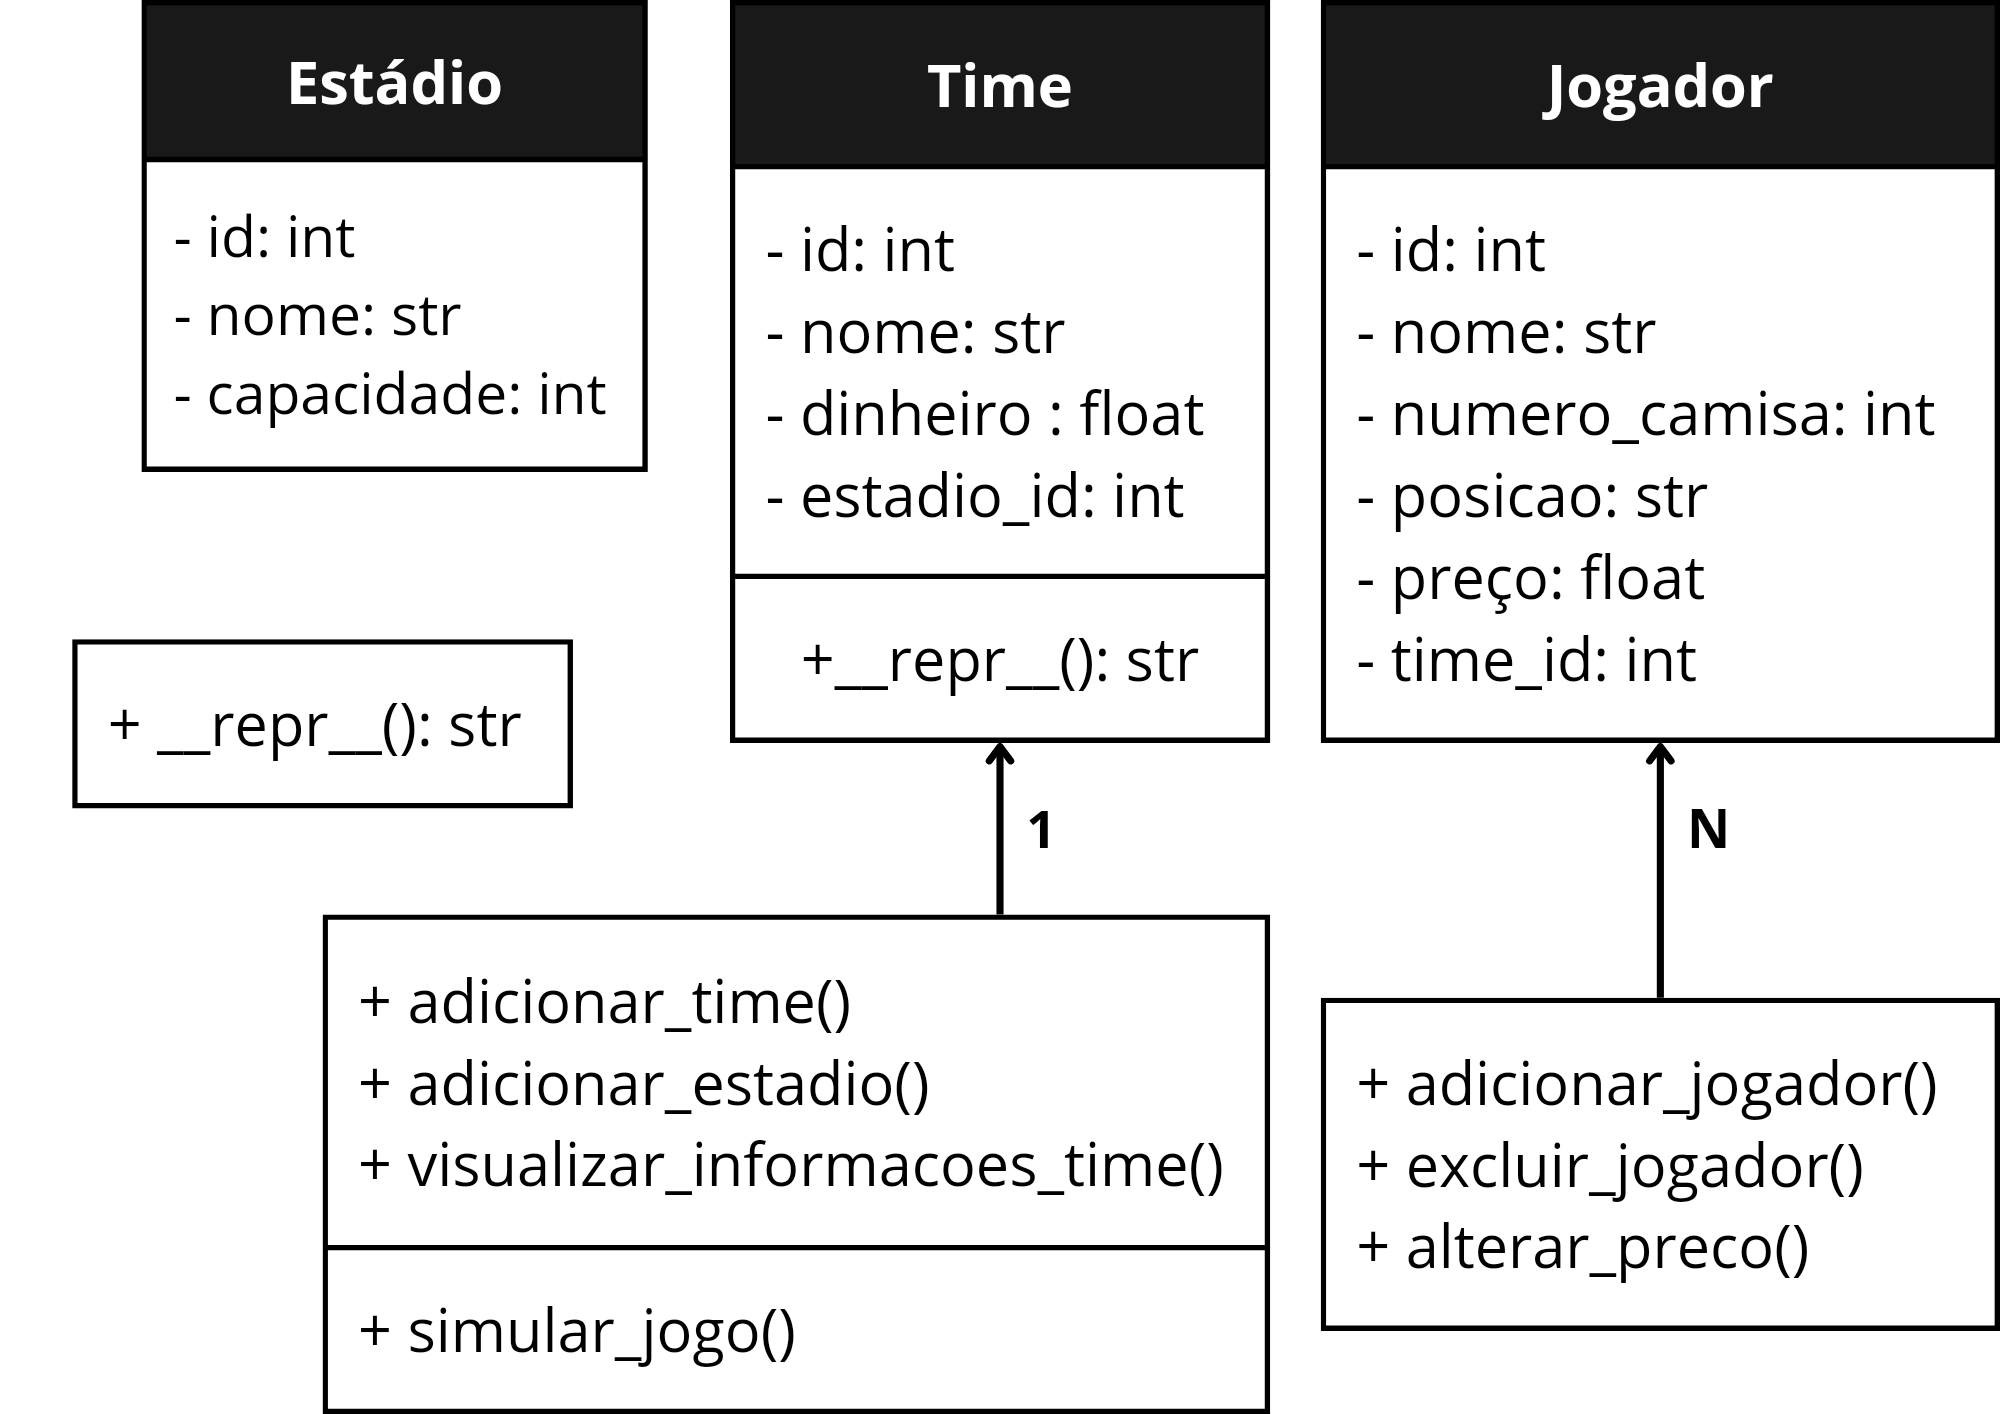 Estádio
- id: int
- nome: str
- capacidade: int
+ __repr__(): str
Time
- id: int
- nome: str
- dinheiro : float
- estadio_id: int
+__repr__(): str
1
+ adicionar_time()
+ adicionar_estadio()
+ visualizar_informacoes_time()
+ simular_jogo()
Jogador
- id: int
- nome: str
- numero_camisa: int
- posicao: str
- preço: float
- time_id: int
N
+ adicionar_jogador()
+ excluir_jogador()
+ alterar_preco()